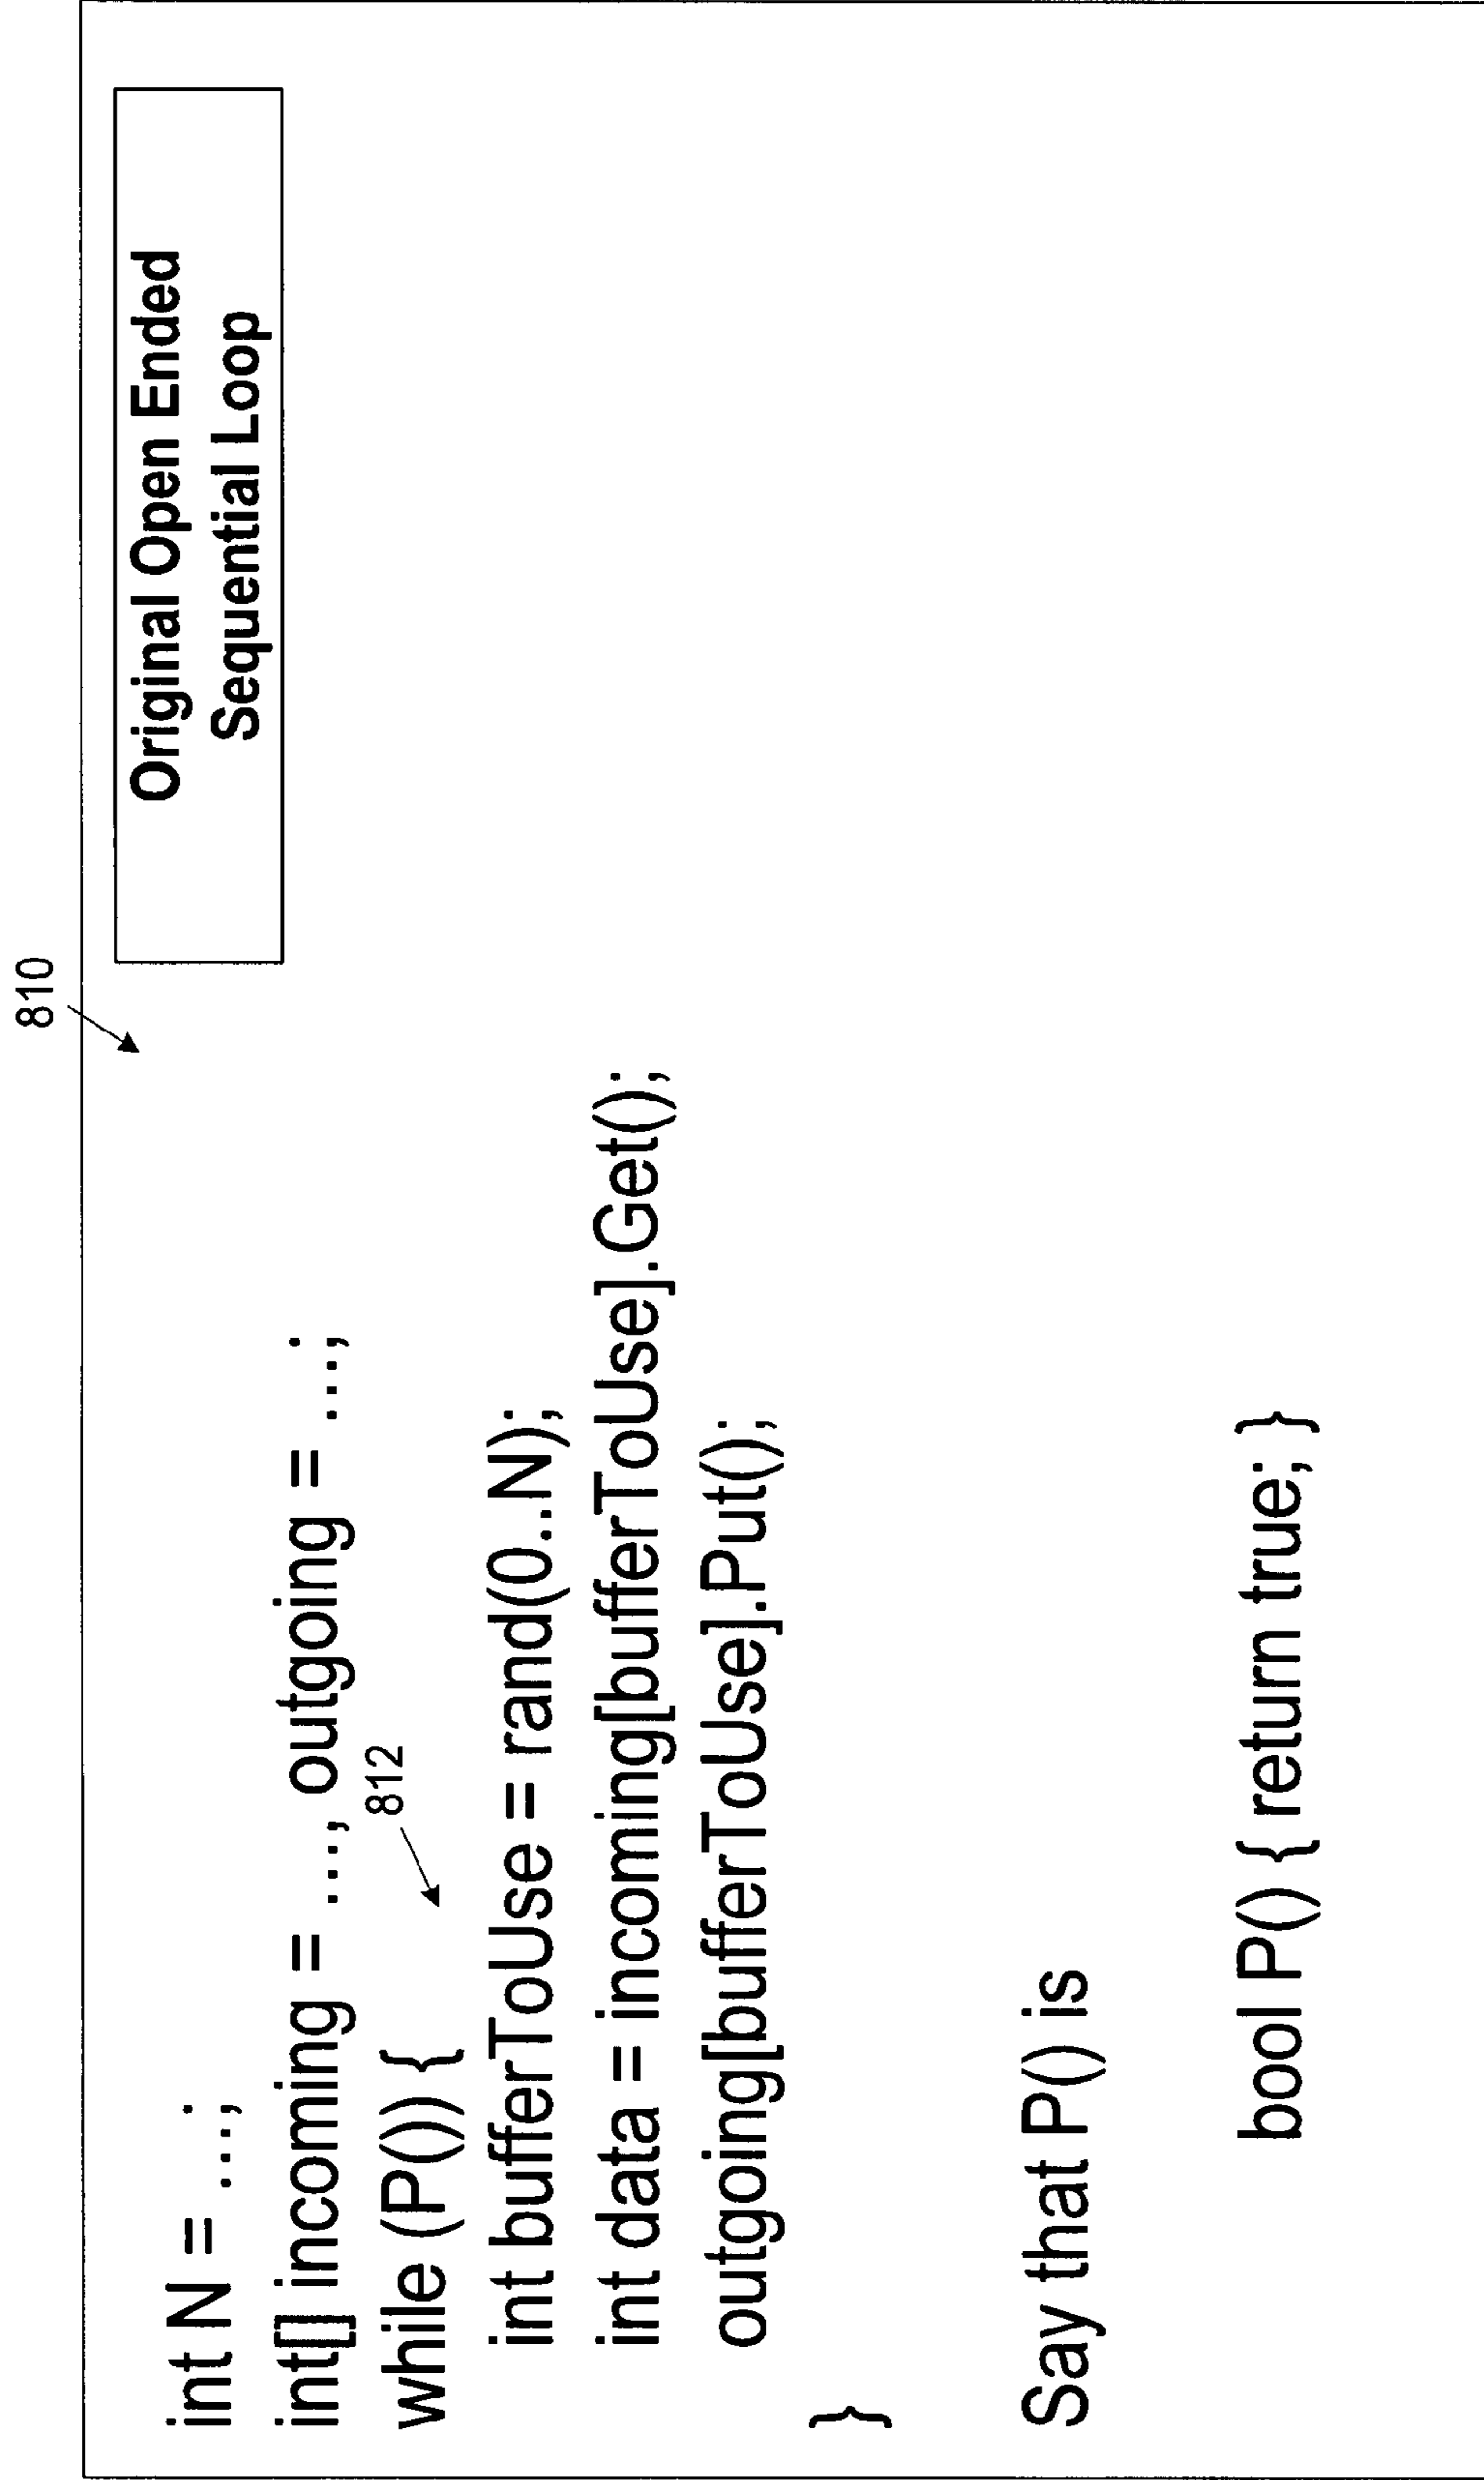 810
Original Open Ended
Sequential Loop
int N = ...;
int[] incoming = ..., outgoing = ...;
while (P()) {
812
int bufferToUse = rand(0..N);
int data = incoming[bufferToUse].Get();
outgoing[bufferToUse].Put();
}
Say that P() is
bool P() { return true; }